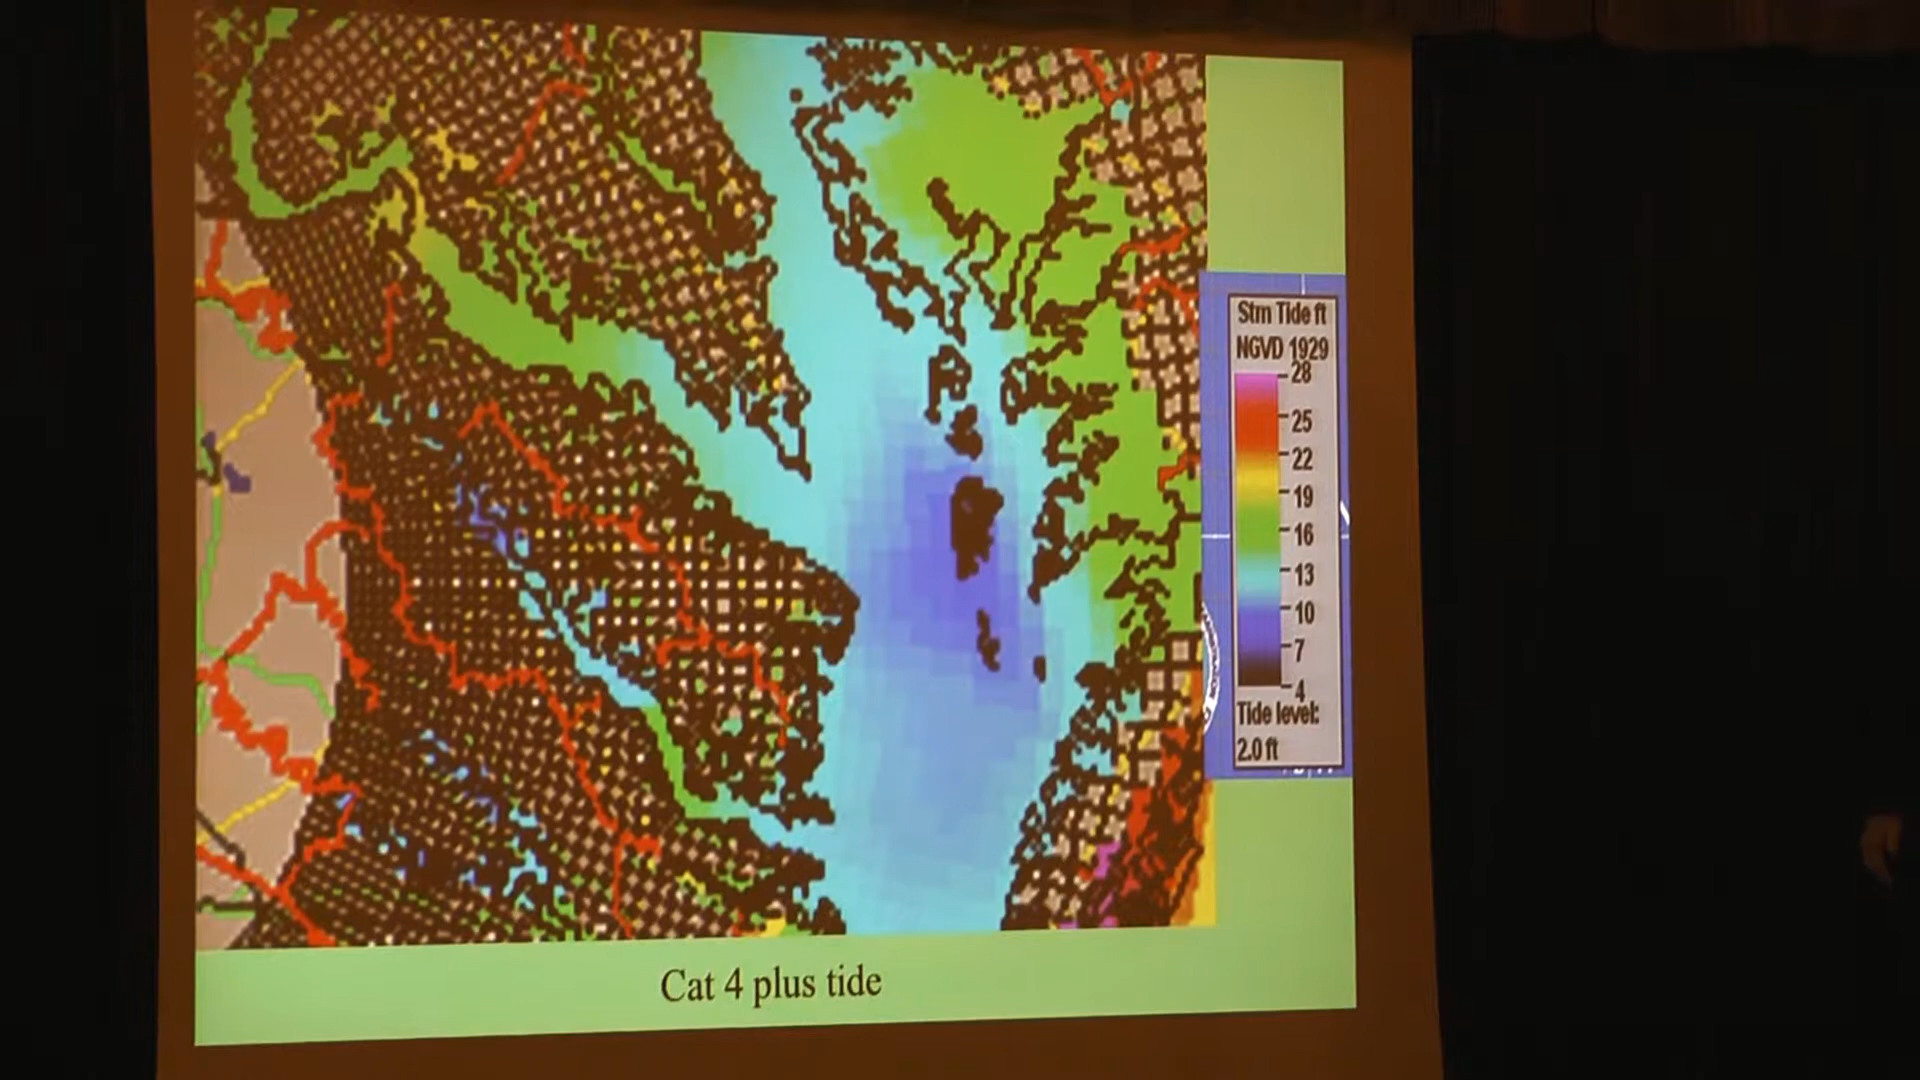 Stm Tide ft
NGVD 1929
28
25
22
19
16
13
10
7
4
Tide level:
2.0 ft
Cat 4 plus tide